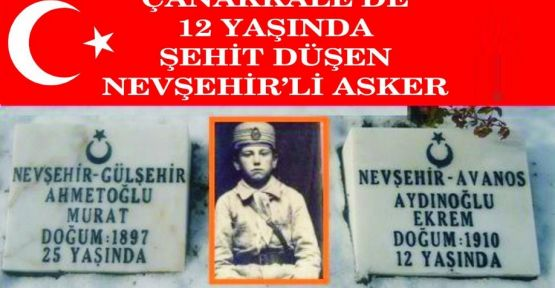 ÇANAKKALE'DE
12 YAŞINDA
ŞEHİT DÜŞEN
NEVŞEHİR'Lİ ASKER
NEVŞEHİR-GÜLŞEHİR
AHMETOĞLU
MURAT
DOĞUM:1897
25 YAŞINDA
NEVŞEHİR-AVANOS
AYDINOĞLU
EKREM
DOĞUM:1910
12 YAŞINDA